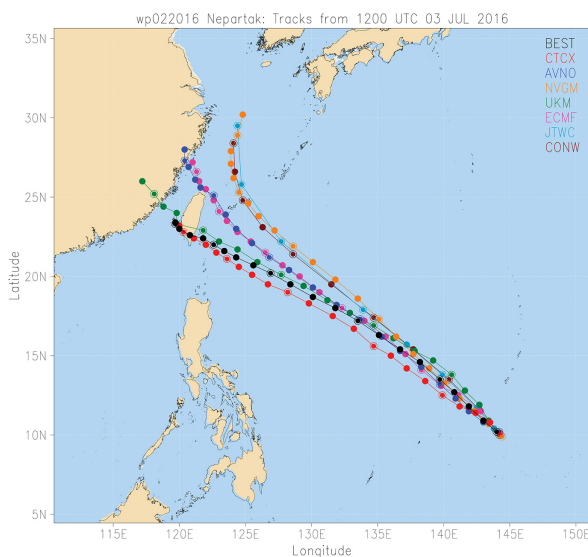 wp022016 Nepartak: Tracks from 1200 UTC 03 JUL 2016
BEST
CTCX
AVNO
NVGM
UKM
ECMF
JTWC
CONW
35N
30N
25N
20N
15N
10N
5N
Latitude
115E
120E
125E
130E
135E
140E
145E
150E
Longitude